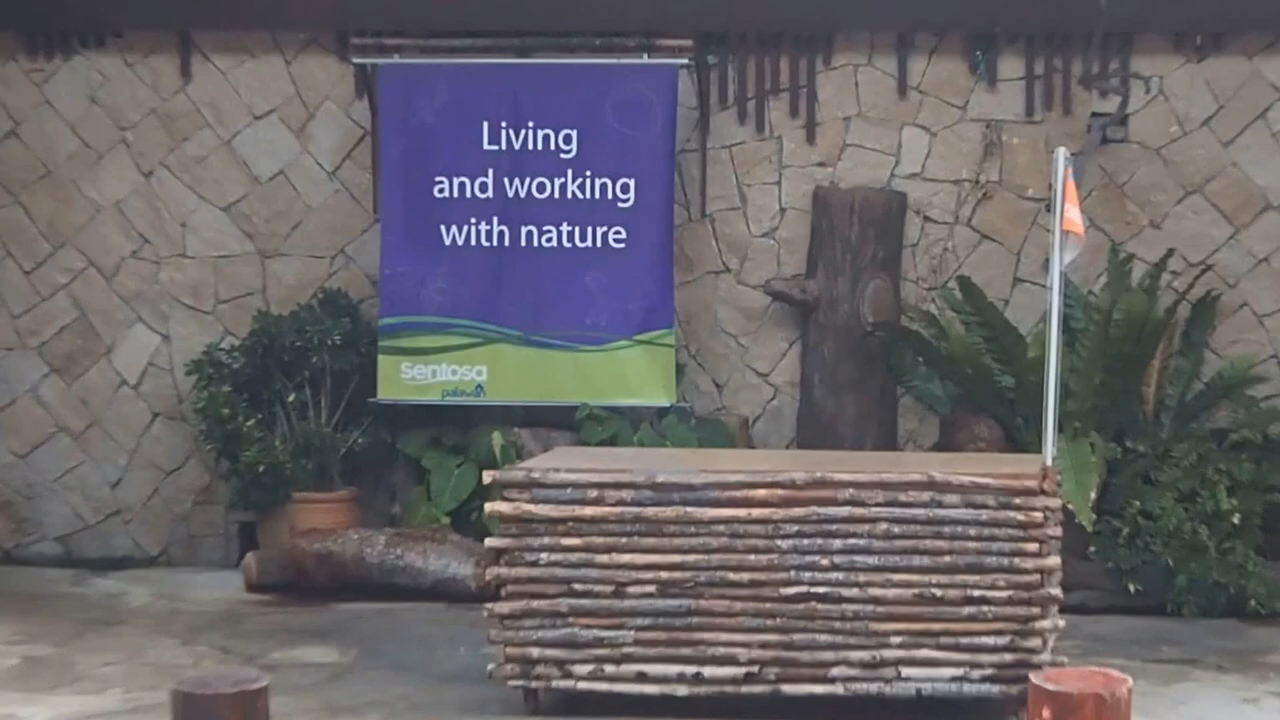 Living
and working
with nature
sentosa
palawan